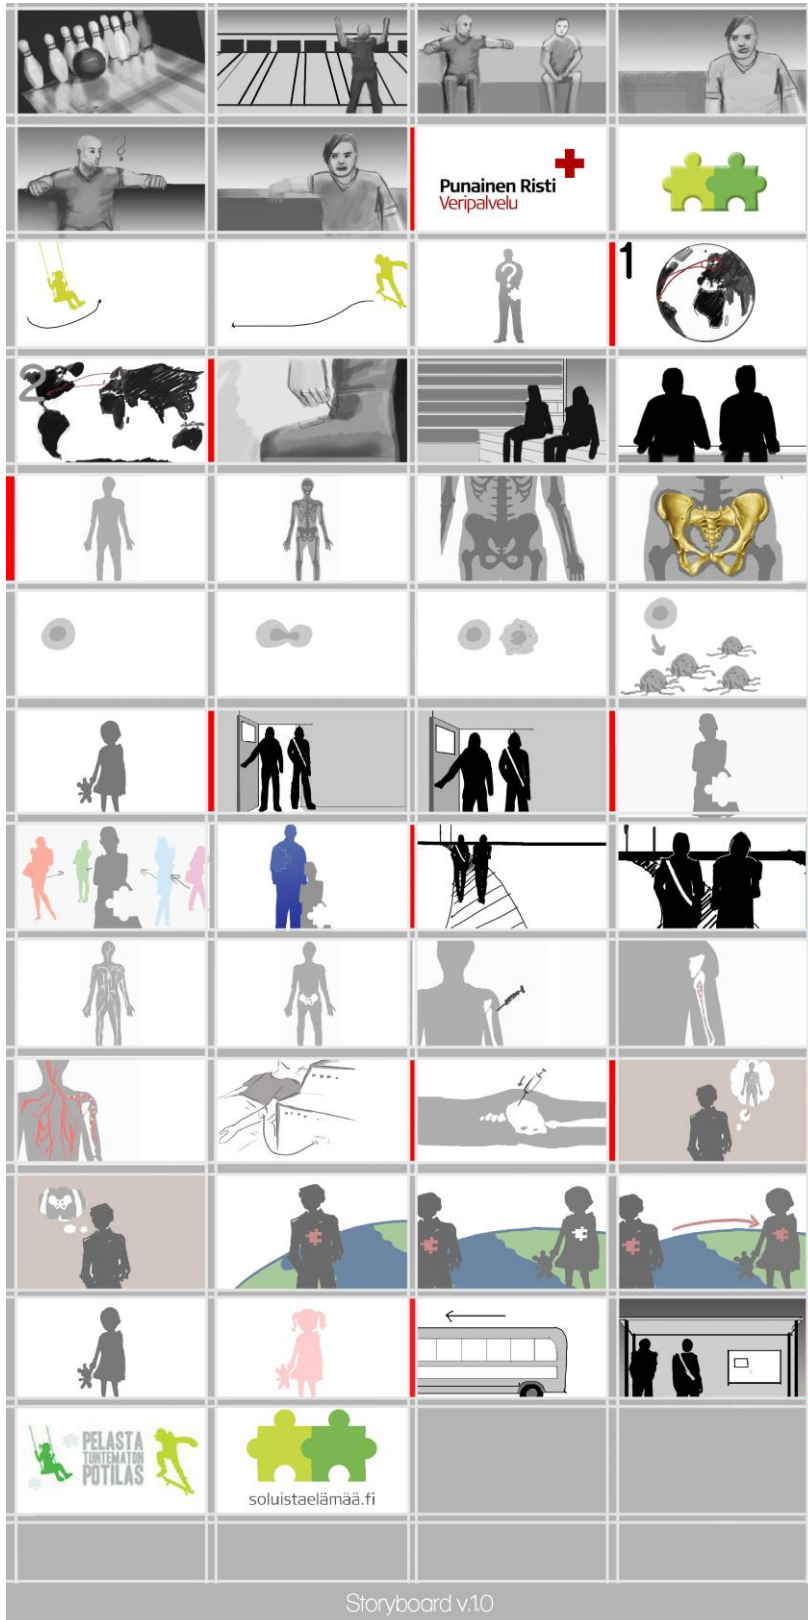 ?
Punainen Risti
Veripalvelu
?
1
2
PELASTA
TUNTEMATON
POTILAS
soluistaelämää.fi
Storyboard v.1.0